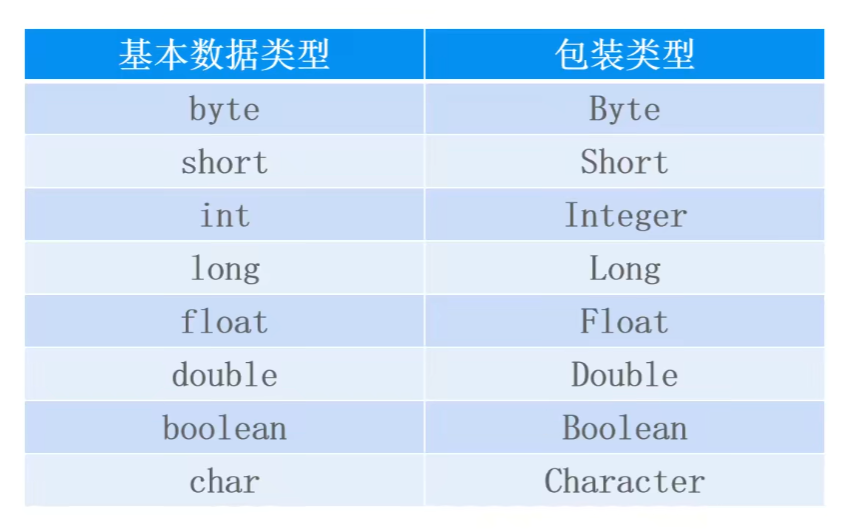 基本数据类型 包装类型
byte Byte
short Short
int Integer
long Long
float Float
double Double
boolean Boolean
char Character